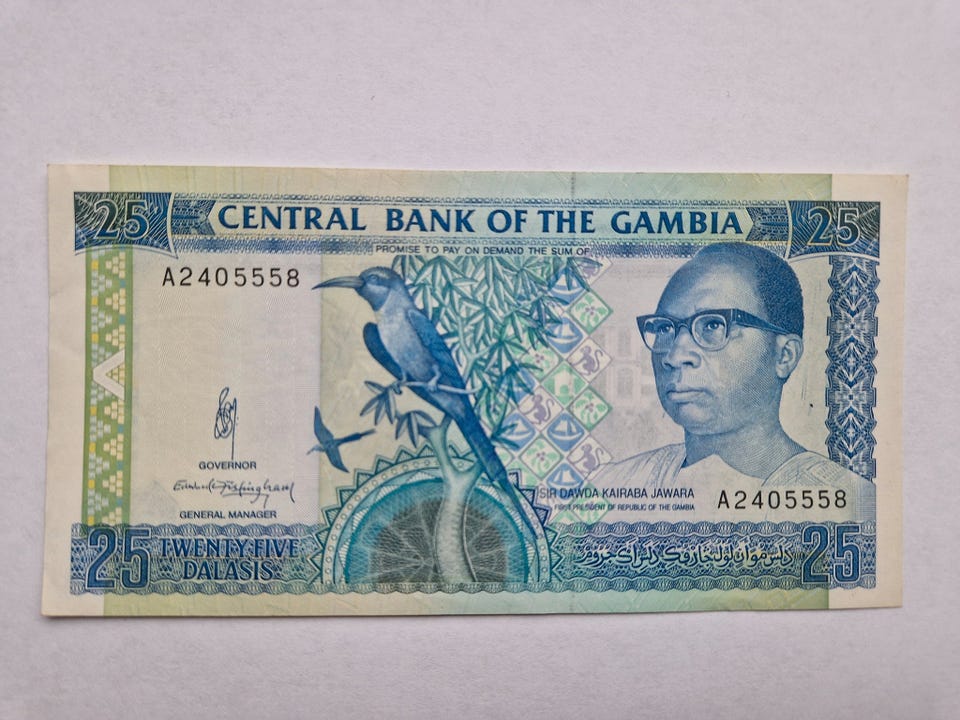 25 CENTRAL BANK OF THE GAMBIA 25
PROMISE TO PAY ON DEMAND THE SUM OF
A2405558
GOVERNOR
GENERAL MANAGER
SIR DAWDA KAIRABA JAWARA
FIRST PRESIDENT OF REPUBLIC OF THE GAMBIA
A2405558
25 TWENTY-FIVE
DALASIS
25